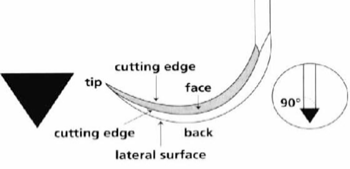 cutting edge
tip
face
90°
cutting edge
back
lateral surface